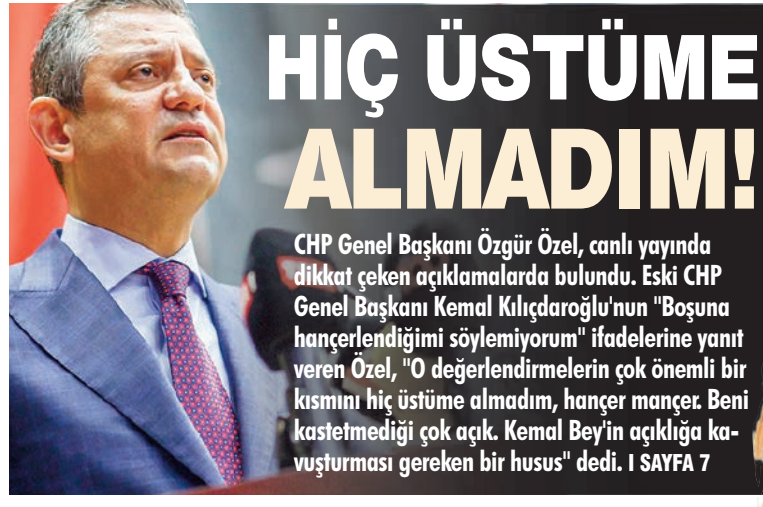 HİÇ ÜSTÜME
ALMADIM!
CHP Genel Başkanı Özgür Özel, canlı yayında
dikkat çeken açıklamalarda bulundu. Eski CHP
Genel Başkanı Kemal Kılıçdaroğlu'nun "Boşuna
hançerlendiğimi söylemiyorum" ifadelerine yanıt
veren Özel, "O değerlendirmelerin çok önemli bir
kısmını hiç üstüme almadım, hançer mançer. Beni
kastetmediği çok açık. Kemal Bey'in açıklığa ka-
vuşturması gereken bir husus" dedi. I SAYFA 7